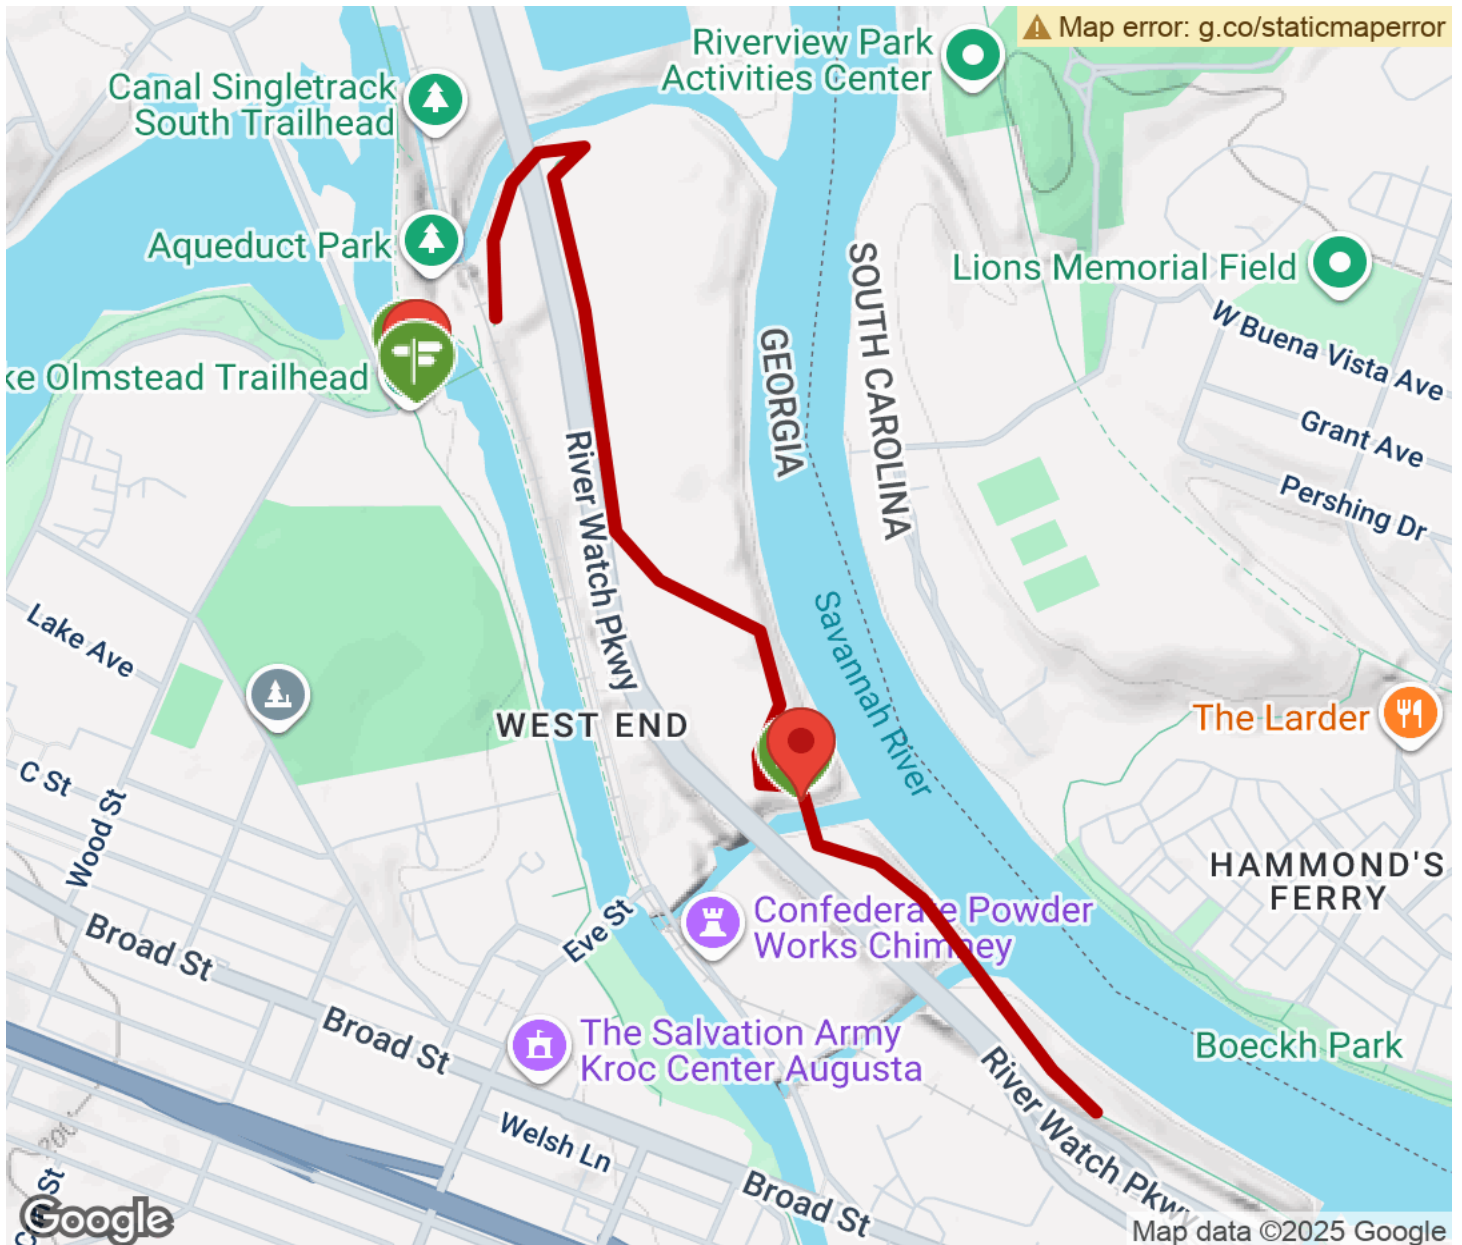 Map error: g.co/staticmaperror
Riverview Park
Activities Center
Canal Singletrack
South Trailhead
Aqueduct Park
Lions Memorial Field
SOUTH CAROLINA
GEORGIA
W Buena Vista Ave
ke Olmstead Trailhead
Grant Ave
River Watch Pkwy
Pershing Dr
Savannah River
Lake Ave
The Larder
WEST END
C St
Wood St
HAMMOND'S
FERRY
Confederate Powder
Works Chimney
Eve St
Broad St
Broad St
The Salvation Army
Kroc Center Augusta
Boeckh Park
River Watch Pkwy
Welsh Ln
Broad St
200
St
Google
Map data ©2025 Google